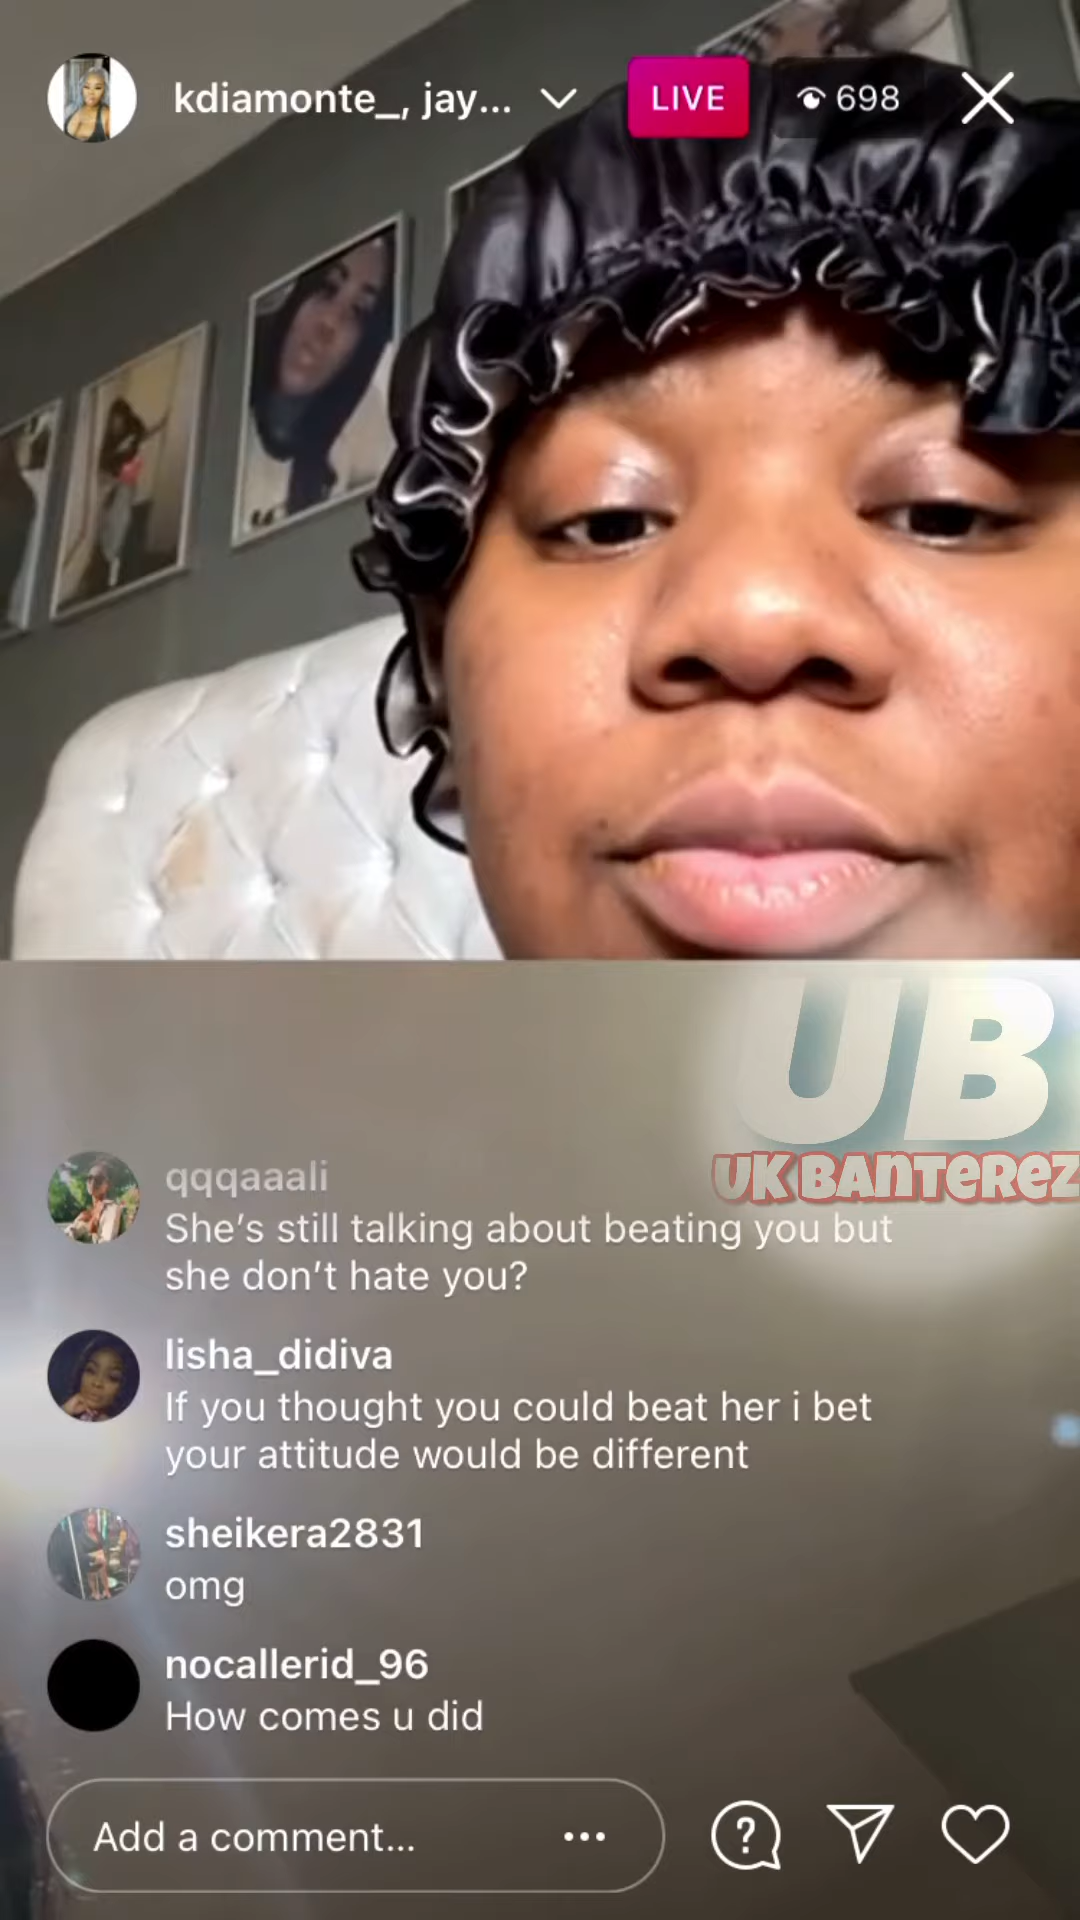 kdiamonte_, jay...
LIVE
698
UB
UK BANTEREZ
qqqaaali
She's still talking about beating you but
she don't hate you?
lisha_didiva
If you thought you could beat her i bet
your attitude would be different
sheikera2831
omg
nocallerid_96
How comes u did
Add a comment...